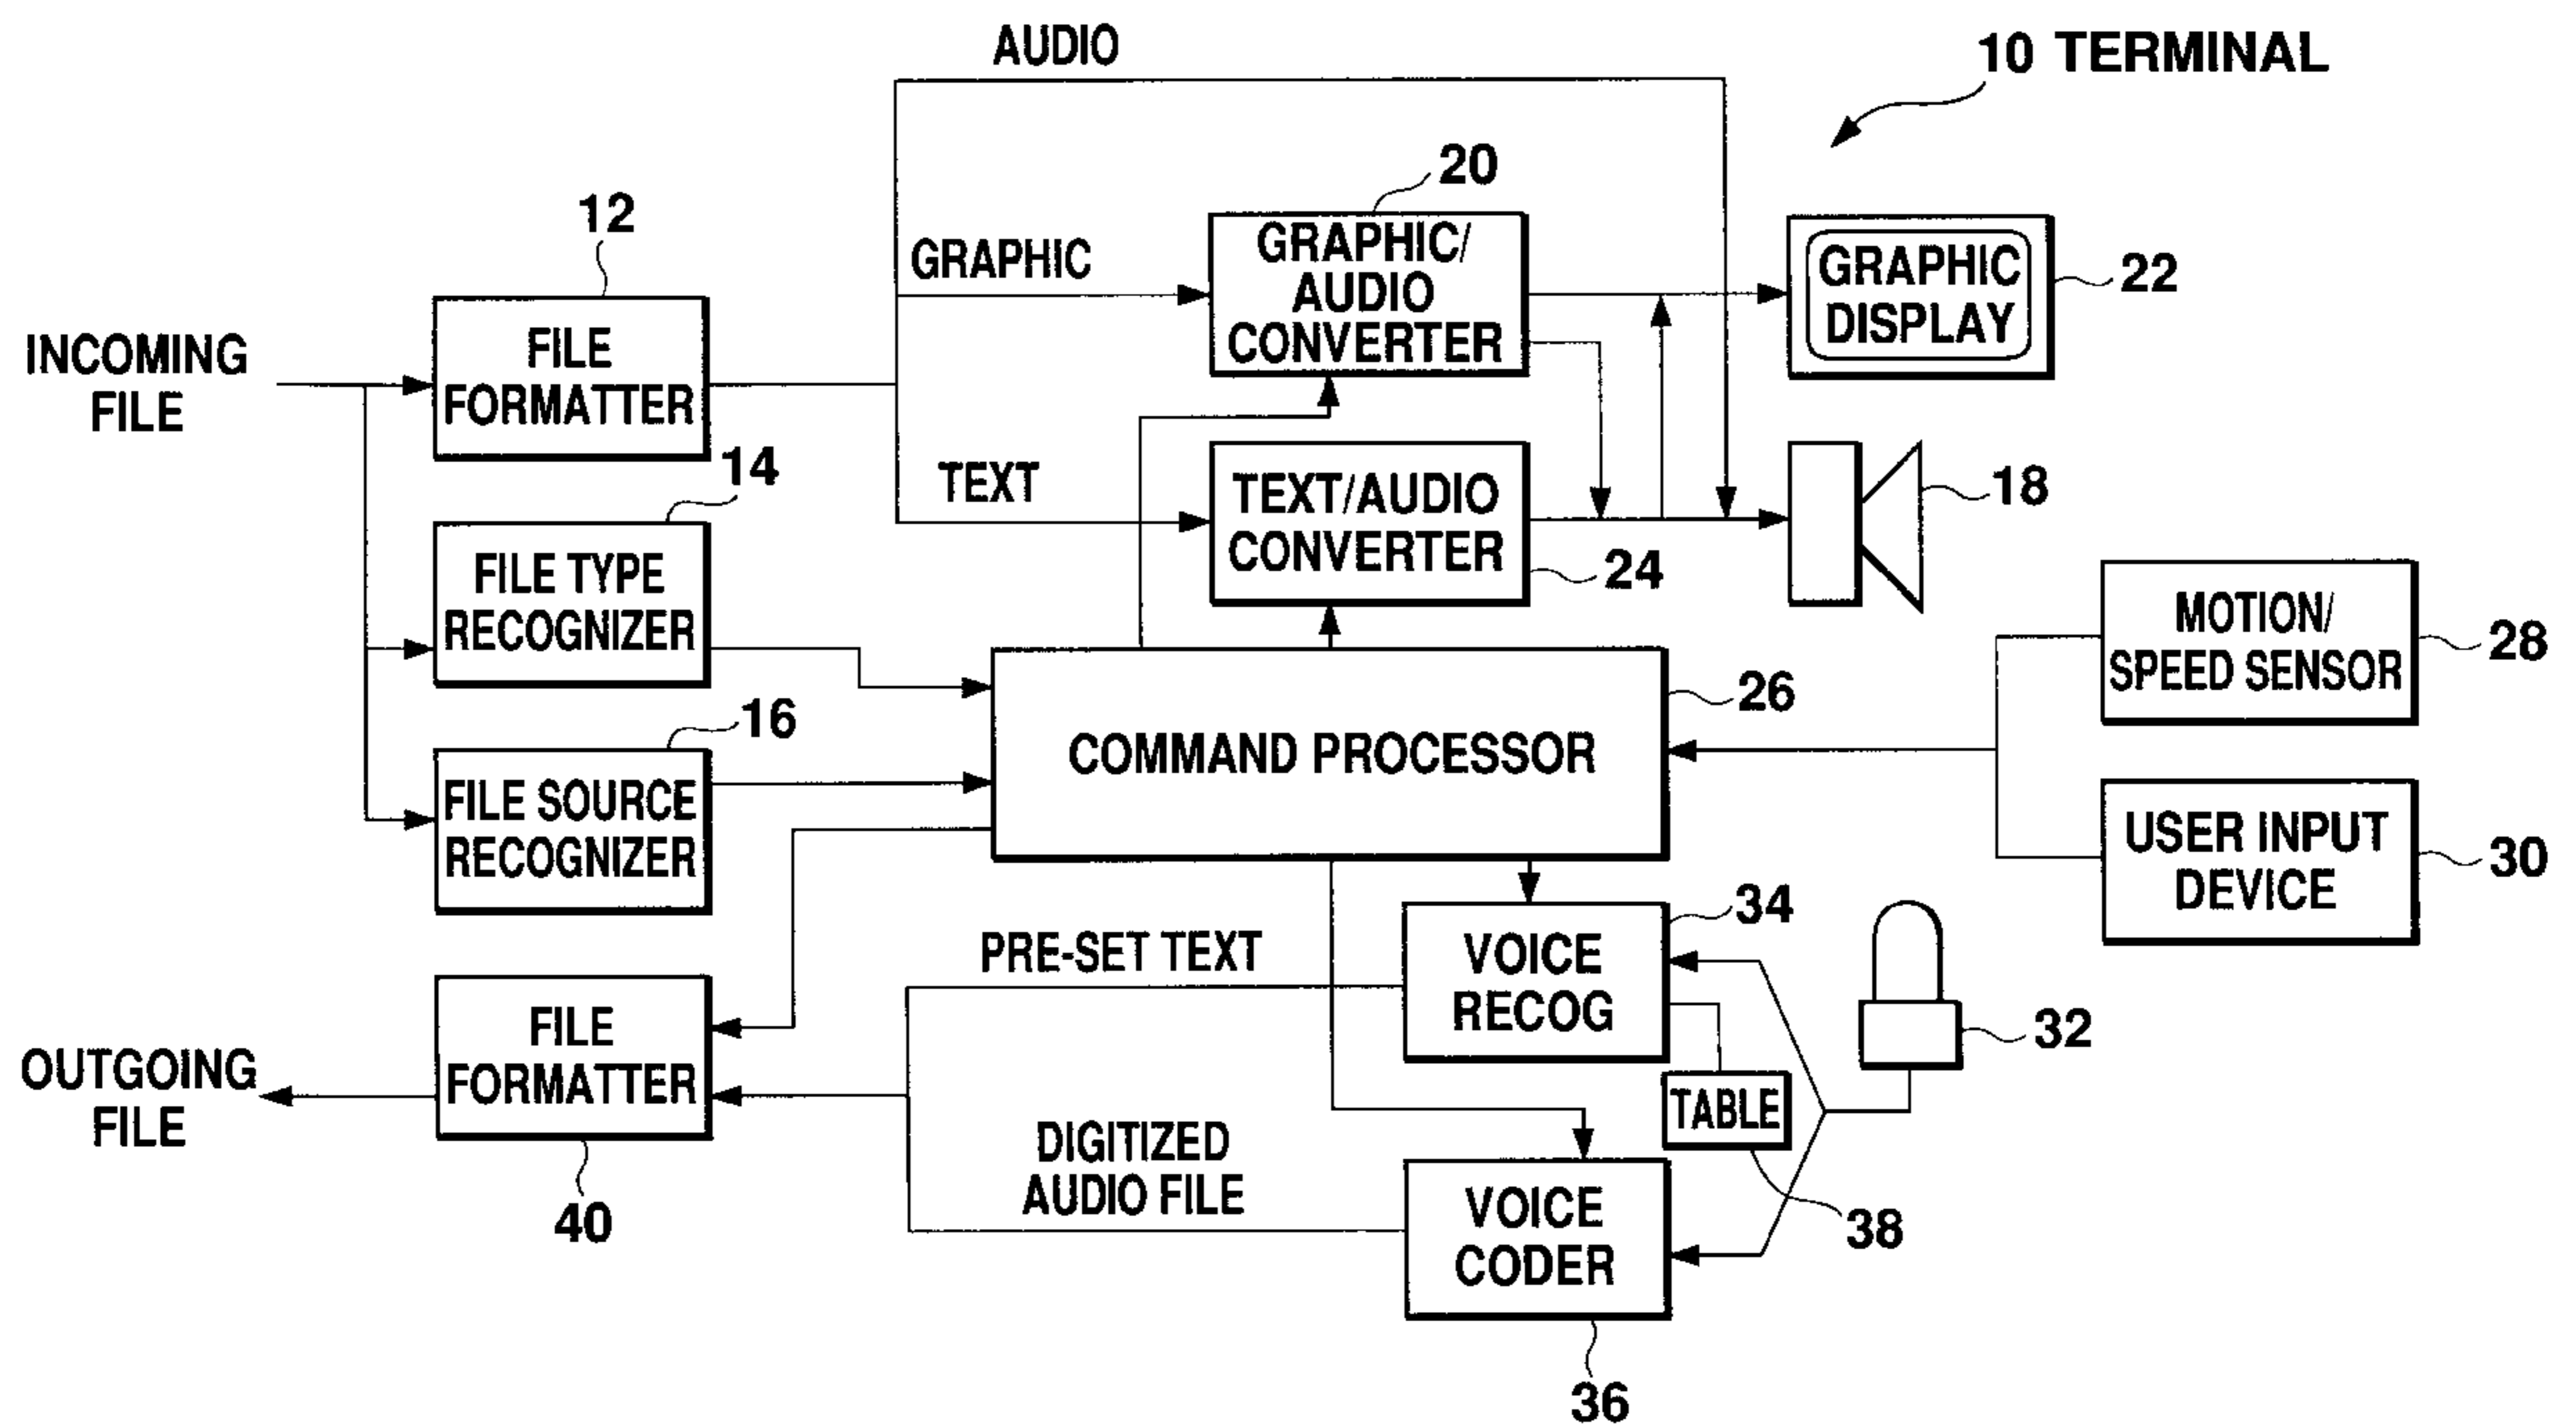 AUDIO
10 TERMINAL
20
12
GRAPHIC/
AUDIO
CONVERTER
GRAPHIC
GRAPHIC
DISPLAY
22
INCOMING
FILE
FILE
FORMATTER
14
TEXT
TEXT/AUDIO
CONVERTER
18
24
FILE TYPE
RECOGNIZER
MOTION/
SPEED SENSOR
28
16
26
COMMAND PROCESSOR
FILE SOURCE
RECOGNIZER
USER INPUT
DEVICE
30
34
PRE-SET TEXT
VOICE
RECOG
32
FILE
FORMATTER
OUTGOING
FILE
TABLE
DIGITIZED
AUDIO FILE
40
VOICE
CODER
38
36